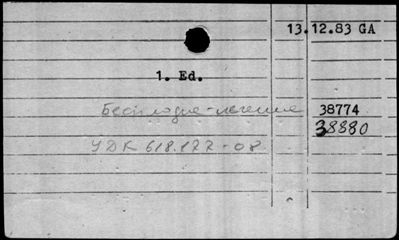 13.12.83 GA
1. Ed.
Бесплодие - лечение 38774
38880
УДК 618.177-08